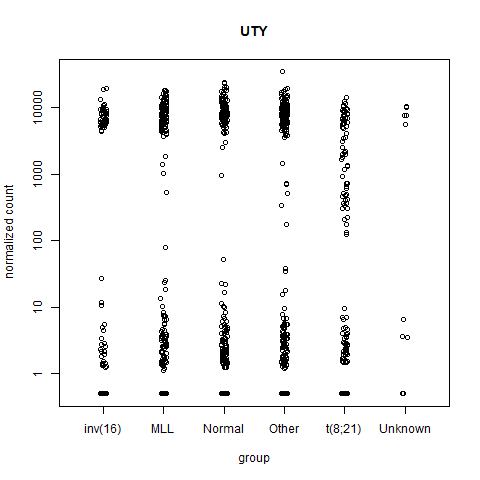 UTY
normalized count
10000
1000
100
10
1
inv(16) MLL Normal Other t(8;21) Unknown
group